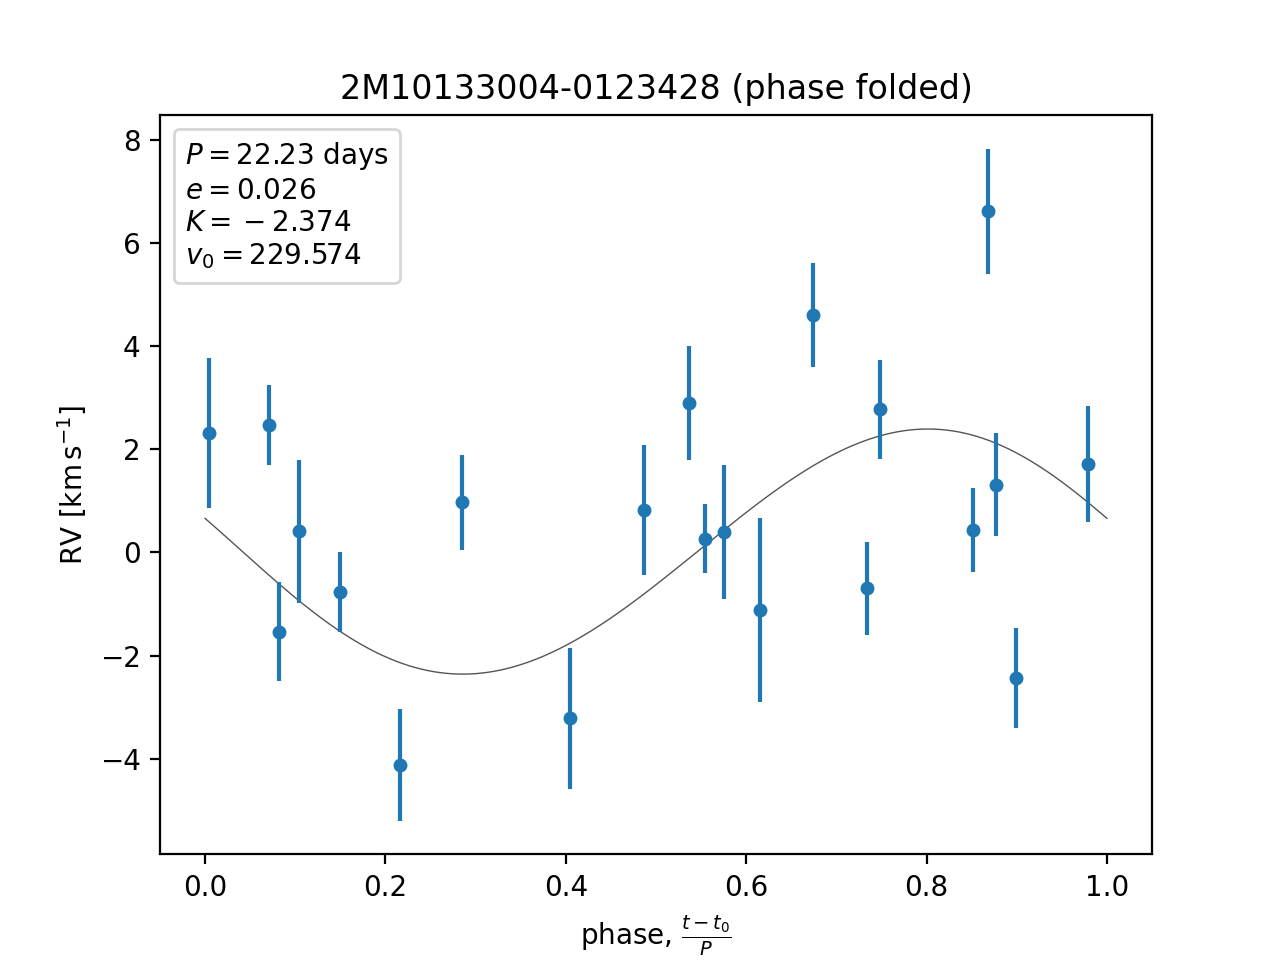 2M10133004-0123428 (phase folded)
P = 22.23 days
e = 0.026
K = − 2.374
v₀ = 229.574
8
6
4
2
0
−2
−4
RV [km s⁻¹]
0.0 0.2 0.4 0.6 0.8 1.0
phase, (t − t₀)/P